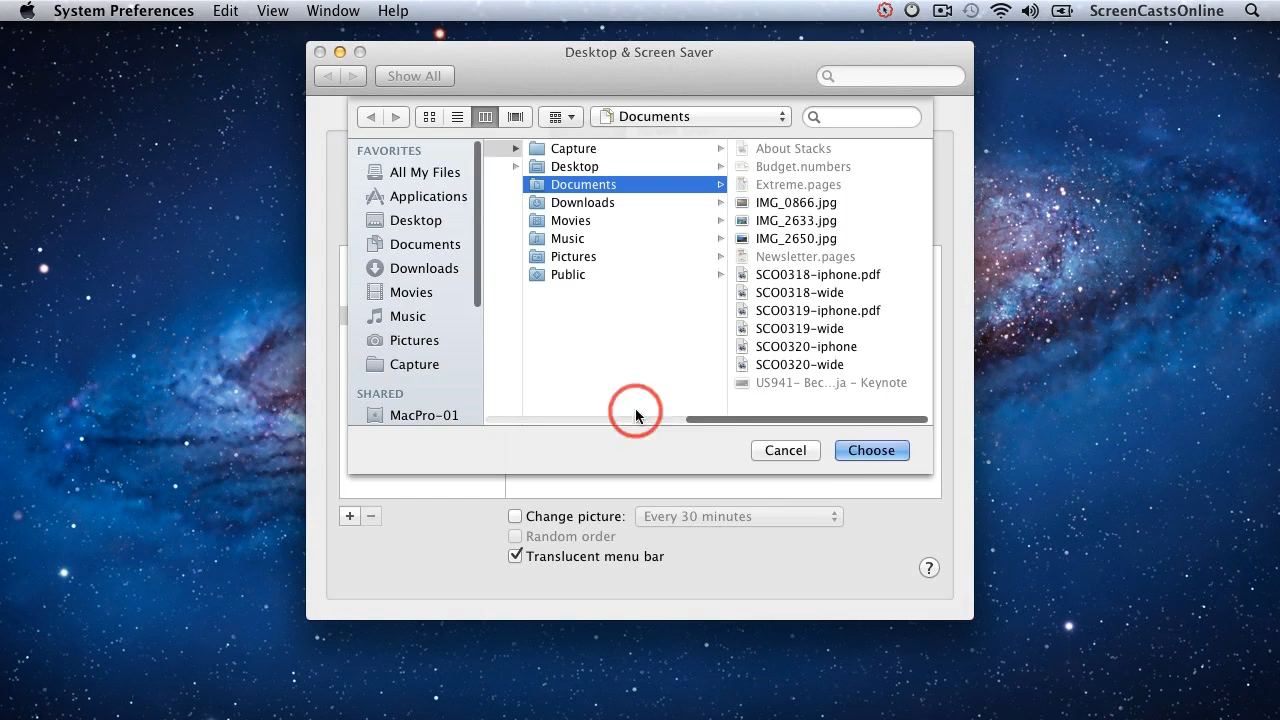 System Preferences Edit View Window Help ScreenCastsOnline
Desktop & Screen Saver
Show All
Documents
FAVORITES
All My Files
Applications
Desktop
Documents
Downloads
Movies
Music
Pictures
Capture
SHARED
MacPro-01
Capture
Desktop
Documents
Downloads
Movies
Music
Pictures
Public
About Stacks
Budget.numbers
Extreme.pages
IMG_0866.jpg
IMG_2633.jpg
IMG_2650.jpg
Newsletter.pages
SCO0318-iphone.pdf
SCO0318-wide
SCO0319-iphone.pdf
SCO0319-wide
SCO0320-iphone
SCO0320-wide
US941- Bec...ja - Keynote
Cancel Choose
+ −
Change picture: Every 30 minutes
Random order
Translucent menu bar
?